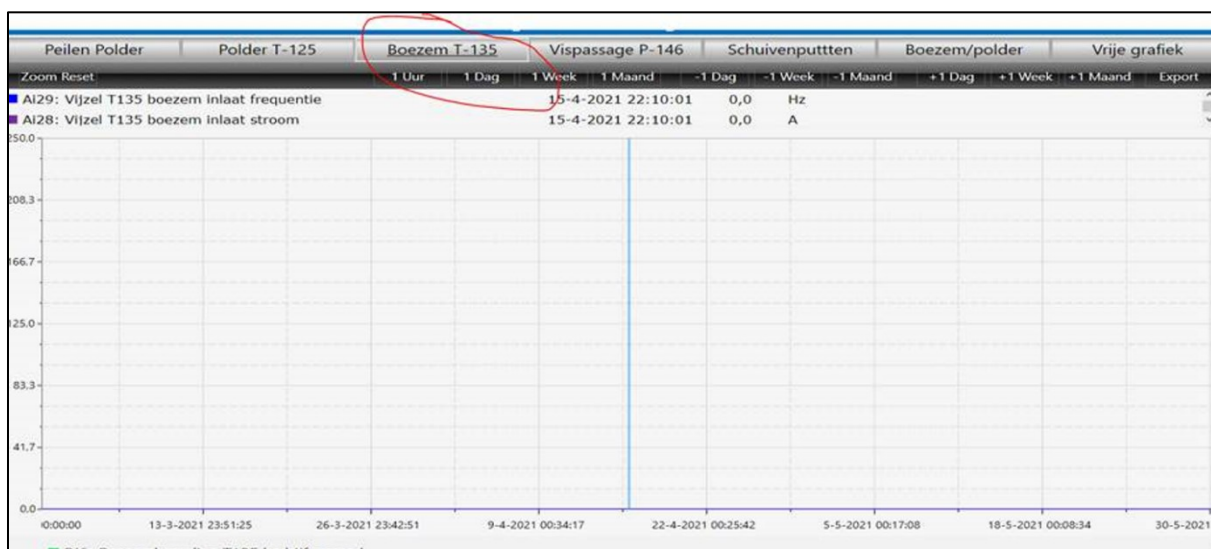 Peilen Polder Polder T-125 Boezem T-135 Vispassage P-146 Schuivenputtten Boezem/polder Vrije grafiek
Zoom Reset 1 Uur 1 Dag 1 Week 1 Maand -1 Dag -1 Week -1 Maand +1 Dag +1 Week +1 Maand Export
Ai29: Vijzel T135 boezem inlaat frequentie 15-4-2021 22:10:01 0,0 Hz
Ai28: Vijzel T135 boezem inlaat stroom 15-4-2021 22:10:01 0,0 A
250.0
208.3
166.7
125.0
83.3
41.7
0.0
0:00:00 13-3-2021 23:51:25 26-3-2021 23:42:51 9-4-2021 00:34:17 22-4-2021 00:25:42 5-5-2021 00:17:08 18-5-2021 00:08:34 30-5-2021